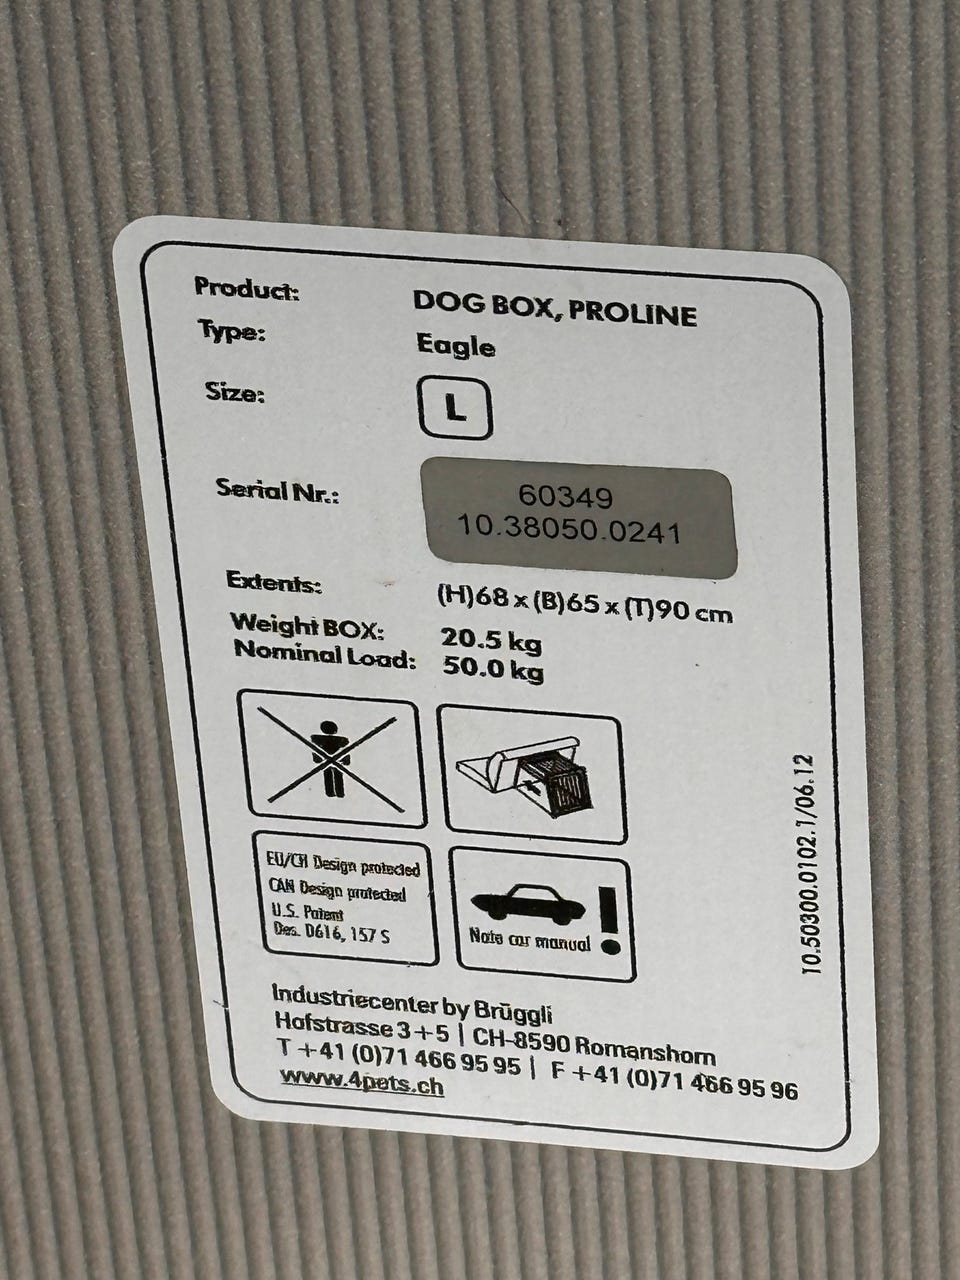 Product: DOG BOX, PROLINE
Type: Eagle
Size: L
Serial Nr.: 60349
10.38050.0241
Extents: (H)68 x (B)65 x (T)90 cm
Weight BOX: 20.5 kg
Nominal Load: 50.0 kg
EU/CH Design protected
CAN Design protected
U.S. Patent
Des. D616, 157 S
Note car manual !
10.50300.0102.1/06.12
Industriecenter by Brüggli
Hofstrasse 3+5 | CH-8590 Romanshorn
T +41 (0)71 466 95 95 | F +41 (0)71 466 95 96
www.4pets.ch